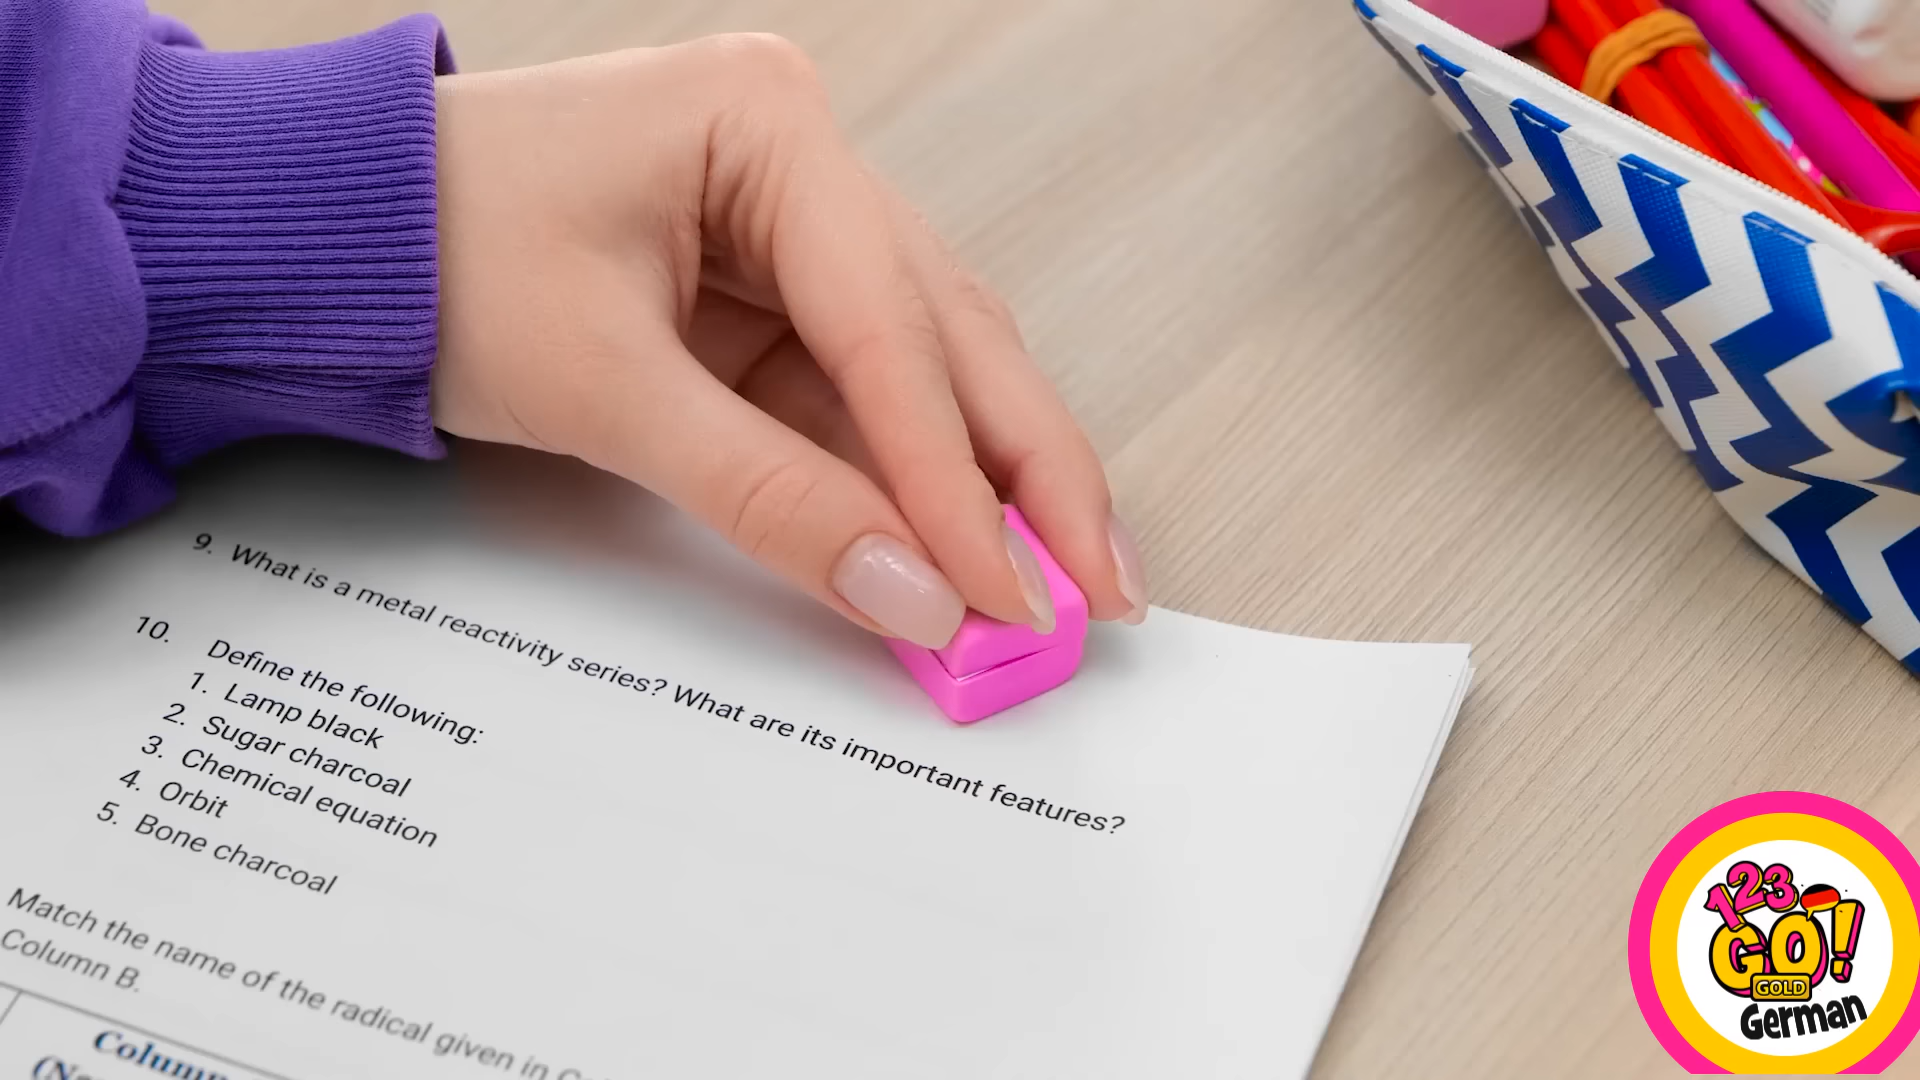 9. What is a metal reactivity series? What are its important features?
10. Define the following:
1. Lamp black
2. Sugar charcoal
3. Chemical equation
4. Orbit
5. Bone charcoal
Match the name of the radical given in
Column B.
123
GO!
GOLD
German